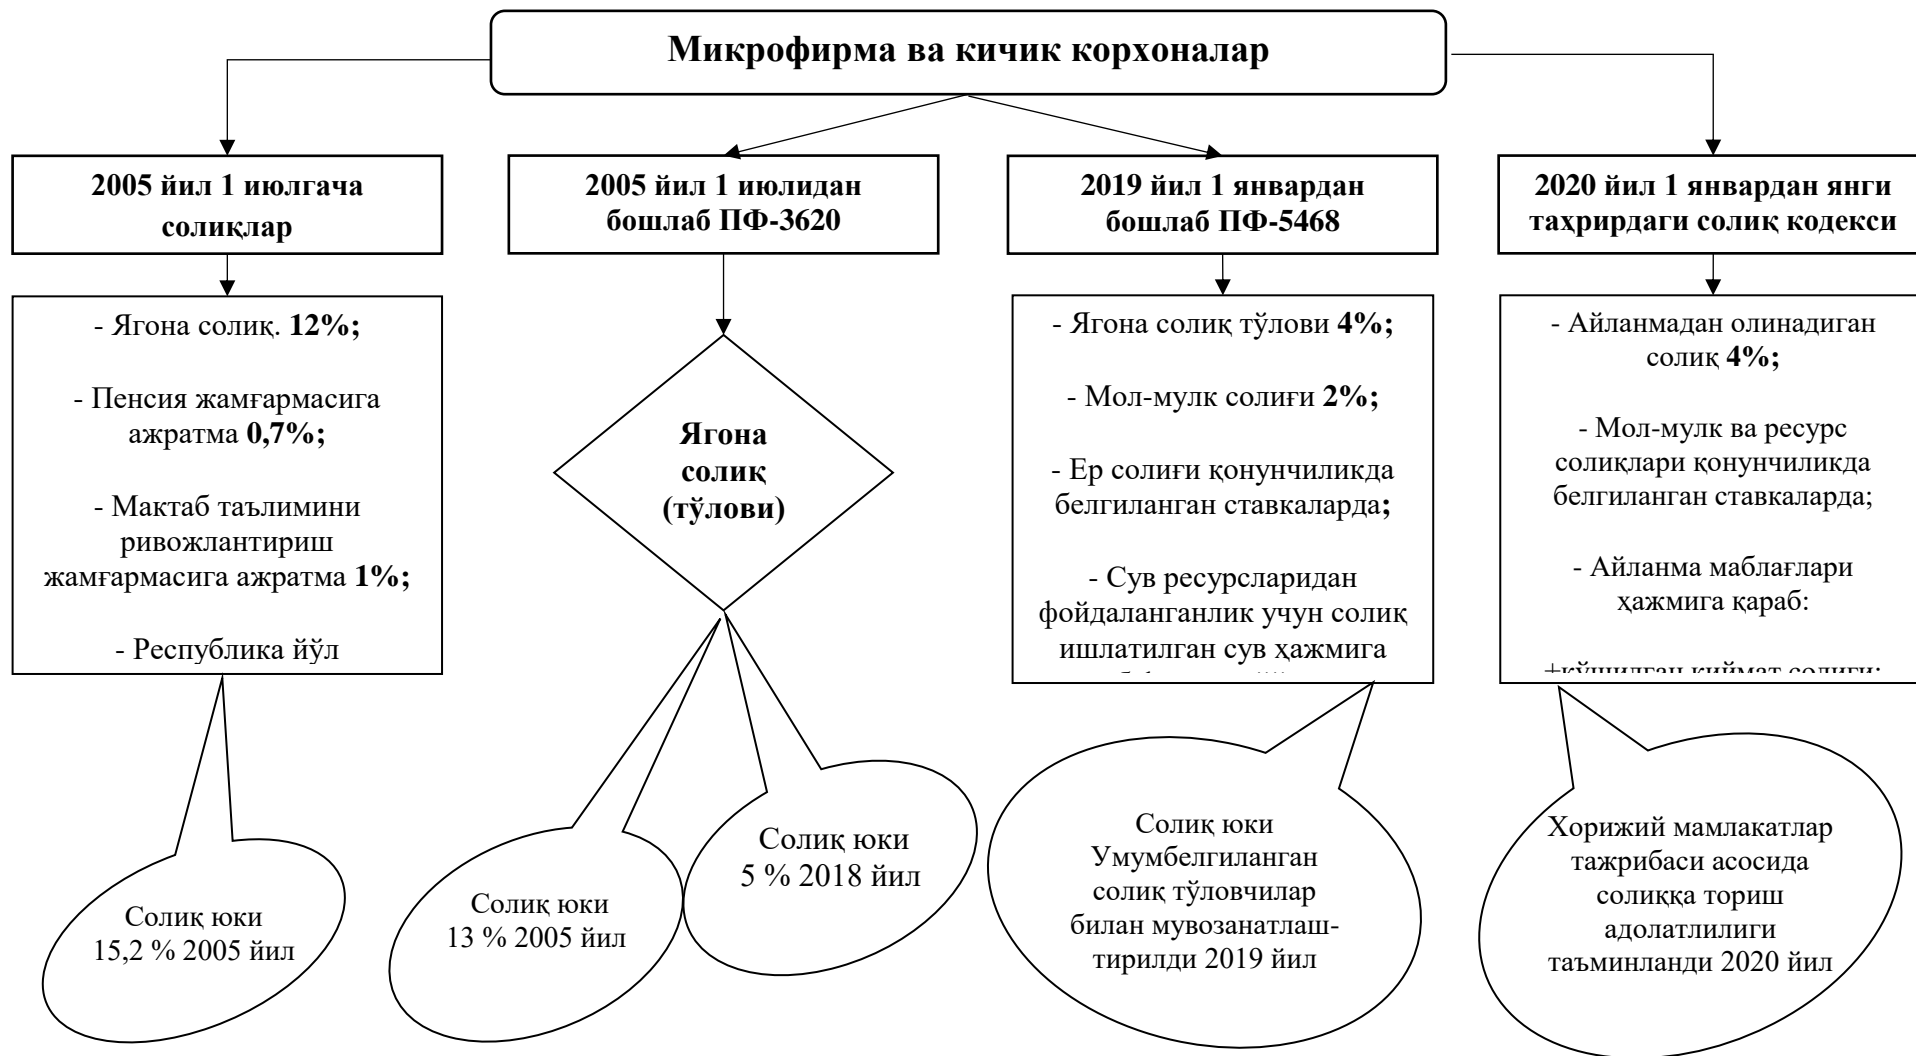 Микрофирма ва кичик корхоналар
2005 йил 1 июлгача
солиқлар
2005 йил 1 июлидан
бошлаб ПФ-3620
2019 йил 1 январдан
бошлаб ПФ-5468
2020 йил 1 январдан янги
таҳрирдаги солиқ кодекси
- Ягона солиқ. 12%;
- Пенсия жамғармасига
ажратма 0,7%;
- Мактаб таълимини
ривожлантириш
жамғармасига ажратма 1%;
- Республика йўл
Ягона
солиқ
(тўлови)
- Ягона солиқ тўлови 4%;
- Мол-мулк солиғи 2%;
- Ер солиғи қонунчиликда
белгиланган ставкаларда;
- Сув ресурсларидан
фойдаланганлик учун солиқ
ишлатилган сув ҳажмига
- Айланмадан олинадиган
солиқ 4%;
- Мол-мулк ва ресурс
солиқлари қонунчиликда
белгиланган ставкаларда;
- Айланма маблағлари
ҳажмига қараб:
+қўшилган қиймат солиғи;
Солиқ юки
15,2 % 2005 йил
Солиқ юки
13 % 2005 йил
Солиқ юки
5 % 2018 йил
Солиқ юки
Умумбелгиланган
солиқ тўловчилар
билан мувозанатлаш-
тирилди 2019 йил
Хорижий мамлакатлар
тажрибаси асосида
солиққа ториш
адолатлилиги
таъминланди 2020 йил